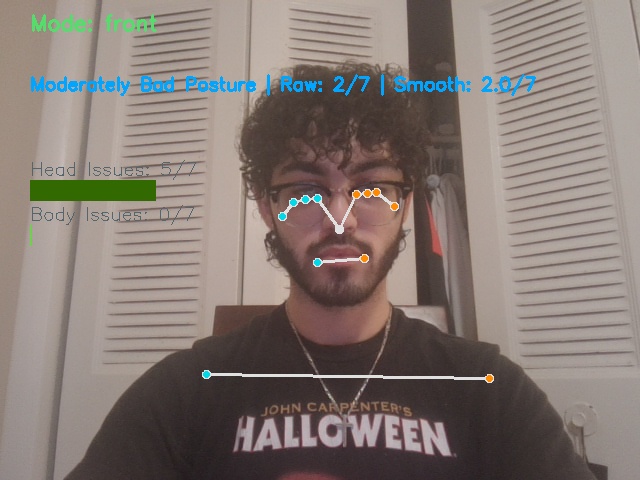 Mode: front
Moderately Bad Posture | Raw: 2/7 | Smooth: 2.0/7
Head Issues: 5/7
Body Issues: 0/7
JOHN CARPENTER'S
HALLOWEEN